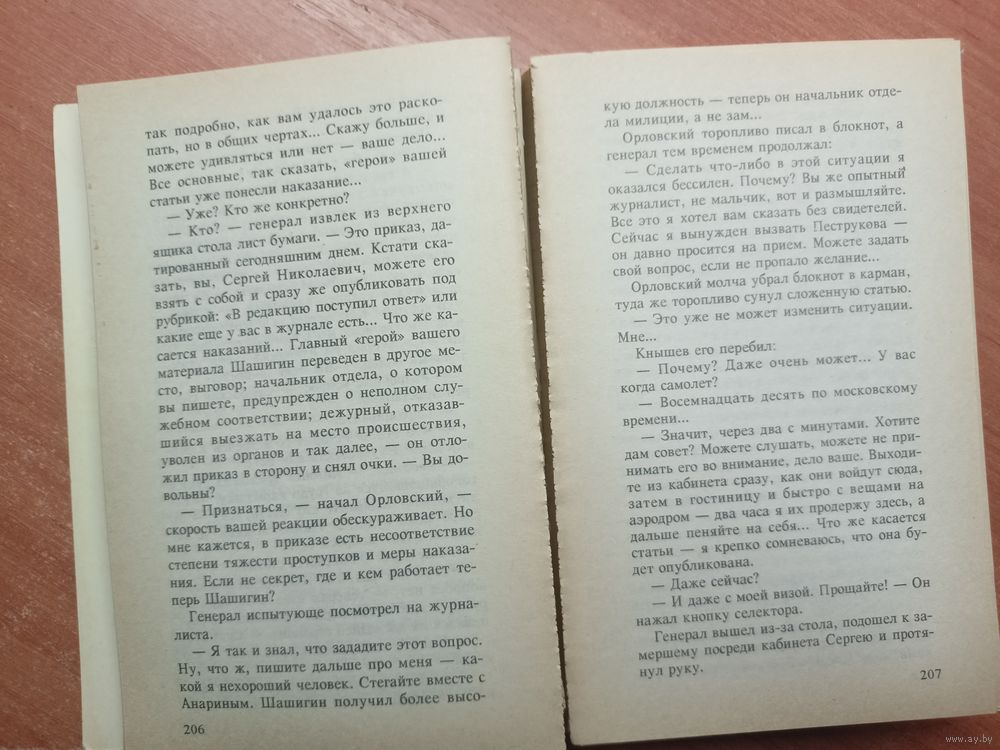 так подробно, как вам удалось это раско-
пать, но в общих чертах... Скажу больше, и
можете удивляться или нет — ваше дело...
Все основные, так сказать, «герои» вашей
статьи уже понесли наказание...
— Уже? Кто же конкретно?
— Кто? — генерал извлек из верхнего
ящика стола лист бумаги. — Это приказ, да-
тированный сегодняшним днем. Кстати ска-
зать, вы, Сергей Николаевич, можете его
взять с собой и сразу же опубликовать под
рубрикой: «В редакцию поступил ответ» или
какие еще у вас в журнале есть... Что же ка-
сается наказаний... Главный «герой» вашего
материала Шашигин переведен в другое ме-
сто, выговор; начальник отдела, о котором
вы пишете, предупрежден о неполном слу-
жебном соответствии; дежурный, отказав-
шийся выезжать на место происшествия,
уволен из органов и так далее, — он отло-
жил приказ в сторону и снял очки. — Вы до-
вольны?
— Признаться, — начал Орловский, —
скорость вашей реакции обескураживает. Но
мне кажется, в приказе есть несоответствие
степени тяжести проступков и меры наказа-
ния. Если не секрет, где и кем работает те-
перь Шашигин?
Генерал испытующе посмотрел на журна-
листа.
— Я так и знал, что зададите этот вопрос.
Ну, что ж, пишите дальше про меня — ка-
кой я нехороший человек. Стегайте вместе с
Анариным. Шашигин получил более высо-
206
кую должность — теперь он начальник отде-
ла милиции, а не зам...
Орловский торопливо писал в блокнот, а
генерал тем временем продолжал:
— Сделать что-либо в этой ситуации я
оказался бессилен. Почему? Вы же опытный
журналист, не мальчик, вот и размышляйте.
Все это я хотел вам сказать без свидетелей.
Сейчас я вынужден вызвать Пеструкова —
он давно просится на прием. Можете задать
свой вопрос, если не пропало желание...
Орловский молча убрал блокнот в карман,
туда же торопливо сунул сложенную статью.
— Это уже не может изменить ситуации.
Мне...
Кнышев его перебил:
— Почему? Даже очень может... У вас
когда самолет?
— Восемнадцать десять по московскому
времени...
— Значит, через два с минутами. Хотите
дам совет? Можете слушать, можете не при-
нимать его во внимание, дело ваше. Выходи-
те из кабинета сразу, как они войдут сюда,
затем в гостиницу и быстро с вещами на
аэродром — два часа я их продержу здесь, а
дальше пеняйте на себя... Что же касается
статьи — я крепко сомневаюсь, что она бу-
дет опубликована.
— Даже сейчас?
— И даже с моей визой. Прощайте! — Он
нажал кнопку селектора.
Генерал вышел из-за стола, подошел к за-
мершему посреди кабинета Сергею и протя-
нул руку.
207
www.ay.by